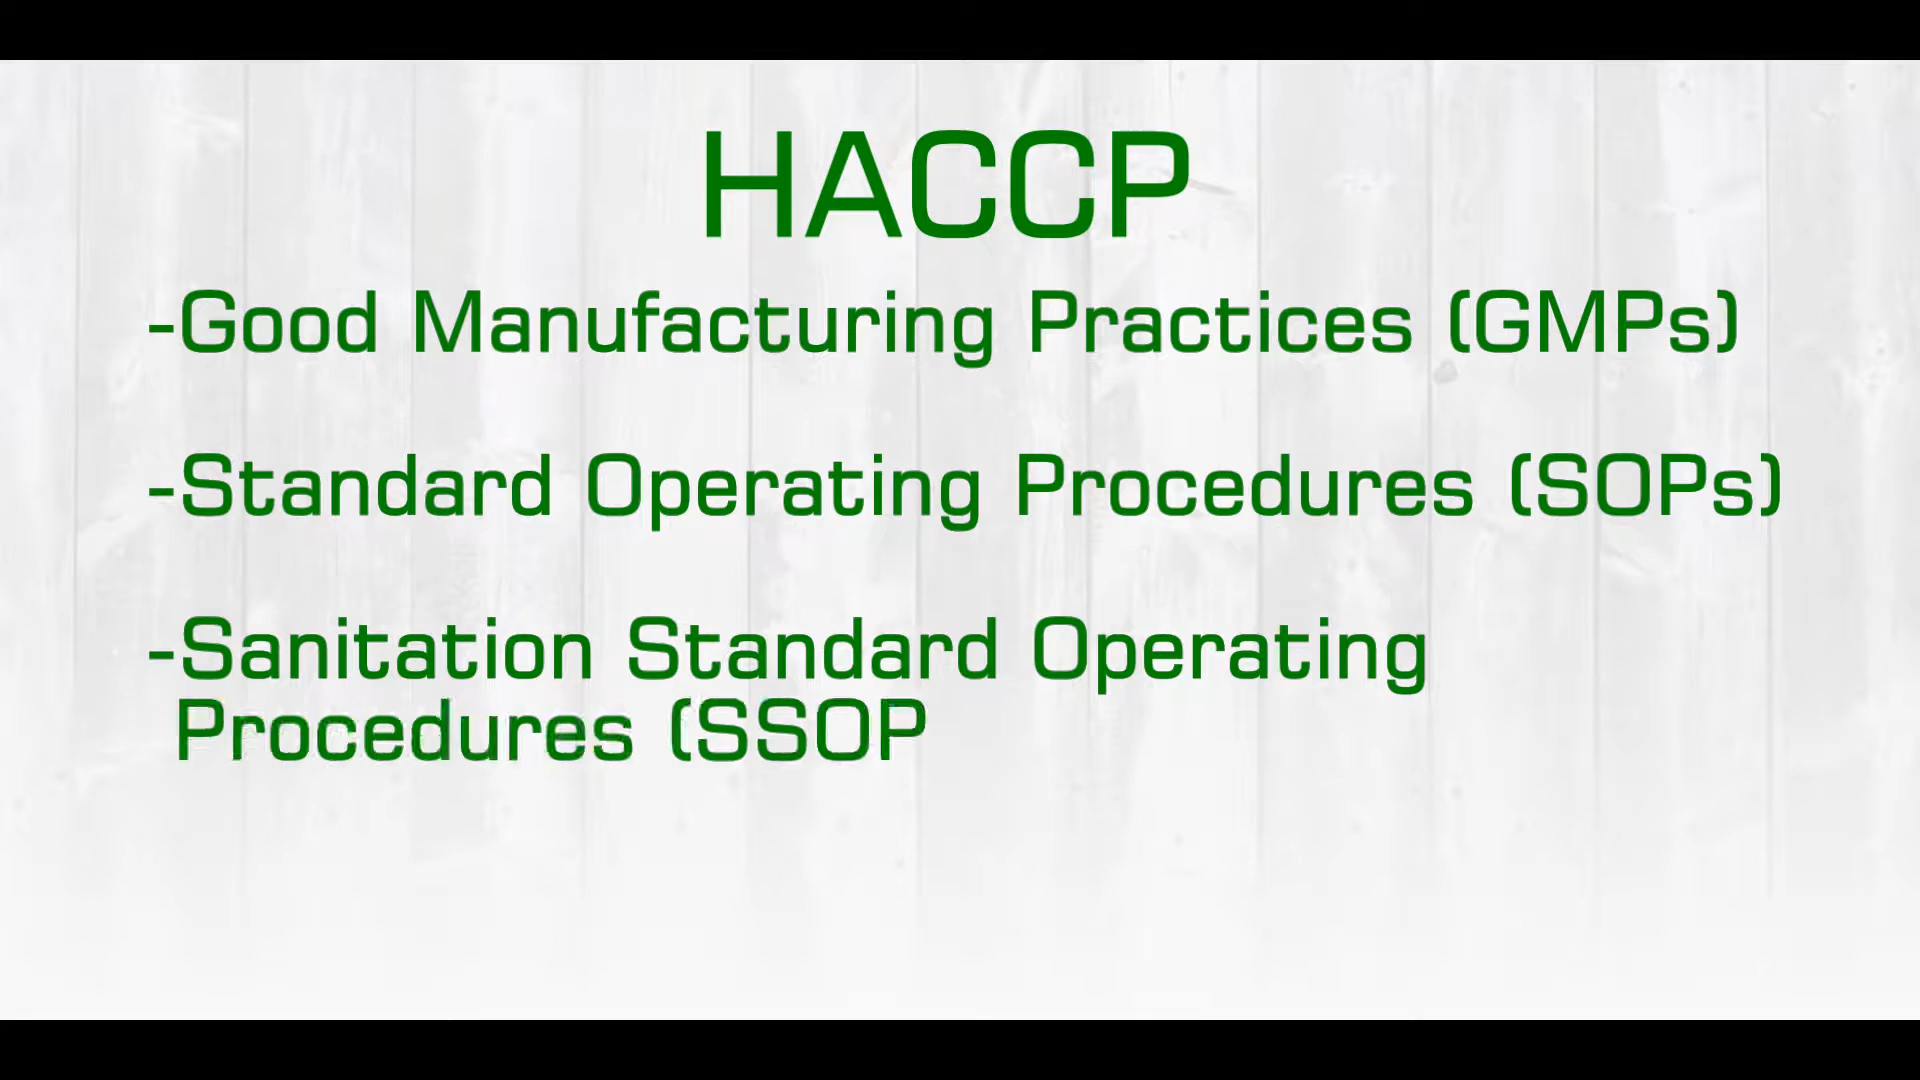 HACCP
-Good Manufacturing Practices (GMPs)
-Standard Operating Procedures (SOPs)
-Sanitation Standard Operating
Procedures (SSOP